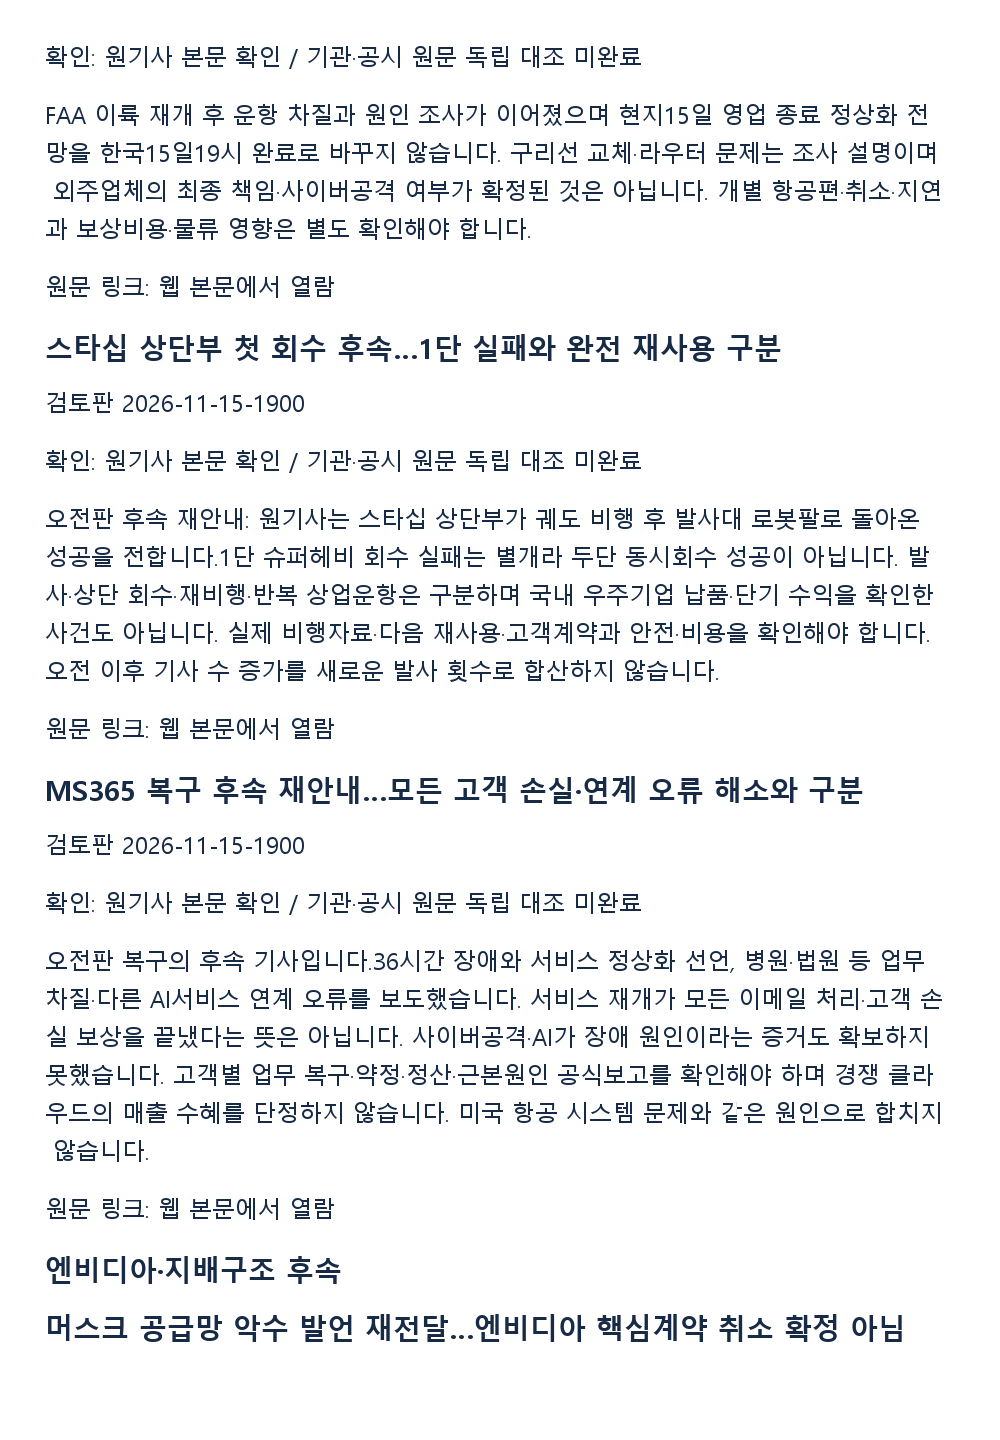 확인: 원기사 본문 확인 / 기관·공시 원문 독립 대조 미완료
FAA 이륙 재개 후 운항 차질과 원인 조사가 이어졌으며 현지15일 영업 종료 정상화 전
망을 한국15일19시 완료로 바꾸지 않습니다. 구리선 교체·라우터 문제는 조사 설명이며
외주업체의 최종 책임·사이버공격 여부가 확정된 것은 아닙니다. 개별 항공편·취소·지연
과 보상비용·물류 영향은 별도 확인해야 합니다.
원문 링크: 웹 본문에서 열람
스타십 상단부 첫 회수 후속...1단 실패와 완전 재사용 구분
검토판 2026-11-15-1900
확인: 원기사 본문 확인 / 기관·공시 원문 독립 대조 미완료
오전판 후속 재안내: 원기사는 스타십 상단부가 궤도 비행 후 발사대 로봇팔로 돌아온
성공을 전합니다.1단 슈퍼헤비 회수 실패는 별개라 두단 동시회수 성공이 아닙니다. 발
사·상단 회수·재비행·반복 상업운항은 구분하며 국내 우주기업 납품·단기 수익을 확인한
사건도 아닙니다. 실제 비행자료·다음 재사용·고객계약과 안전·비용을 확인해야 합니다.
오전 이후 기사 수 증가를 새로운 발사 횟수로 합산하지 않습니다.
원문 링크: 웹 본문에서 열람
MS365 복구 후속 재안내...모든 고객 손실·연계 오류 해소와 구분
검토판 2026-11-15-1900
확인: 원기사 본문 확인 / 기관·공시 원문 독립 대조 미완료
오전판 복구의 후속 기사입니다.36시간 장애와 서비스 정상화 선언, 병원·법원 등 업무
차질·다른 AI서비스 연계 오류를 보도했습니다. 서비스 재개가 모든 이메일 처리·고객 손
실 보상을 끝냈다는 뜻은 아닙니다. 사이버공격·AI가 장애 원인이라는 증거도 확보하지
못했습니다. 고객별 업무 복구·약정·정산·근본원인 공식보고를 확인해야 하며 경쟁 클라
우드의 매출 수혜를 단정하지 않습니다. 미국 항공 시스템 문제와 같은 원인으로 합치지
않습니다.
원문 링크: 웹 본문에서 열람
엔비디아·지배구조 후속
머스크 공급망 악수 발언 재전달...엔비디아 핵심계약 취소 확정 아님